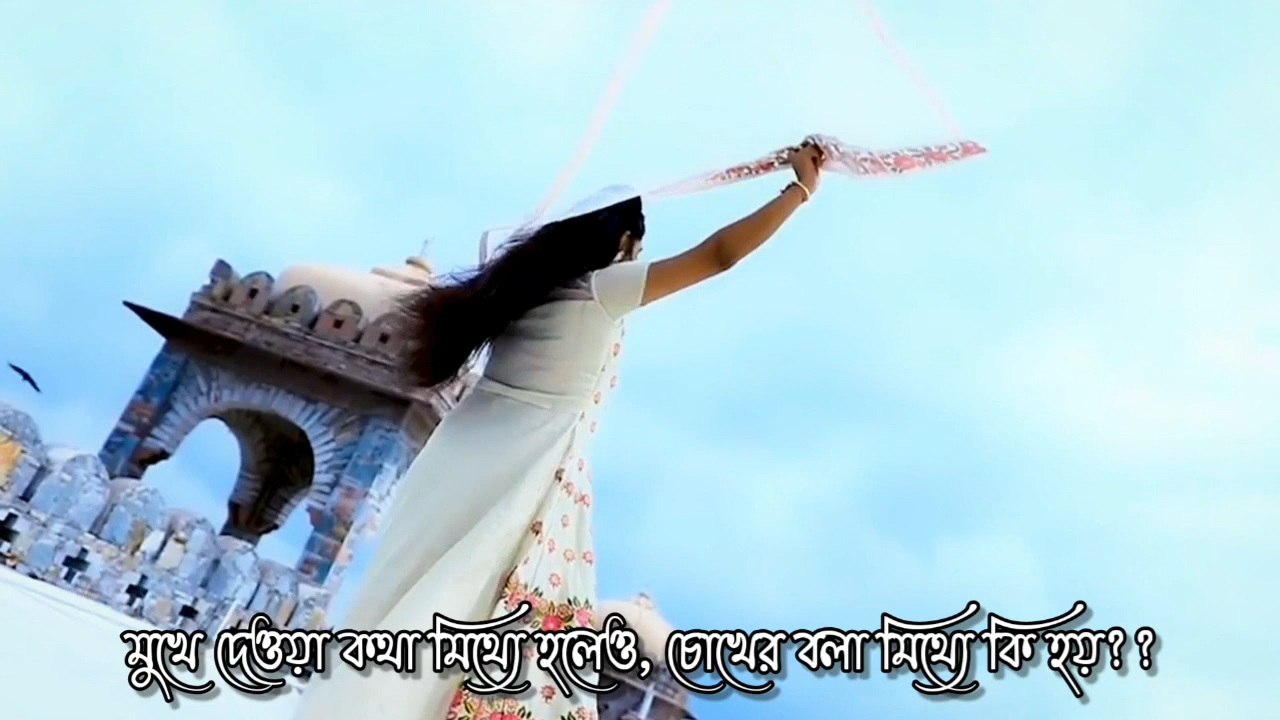 মুখে দেওয়া কথা মিথ্যে হলেও, চোখের বলা মিথ্যে কি হয়??